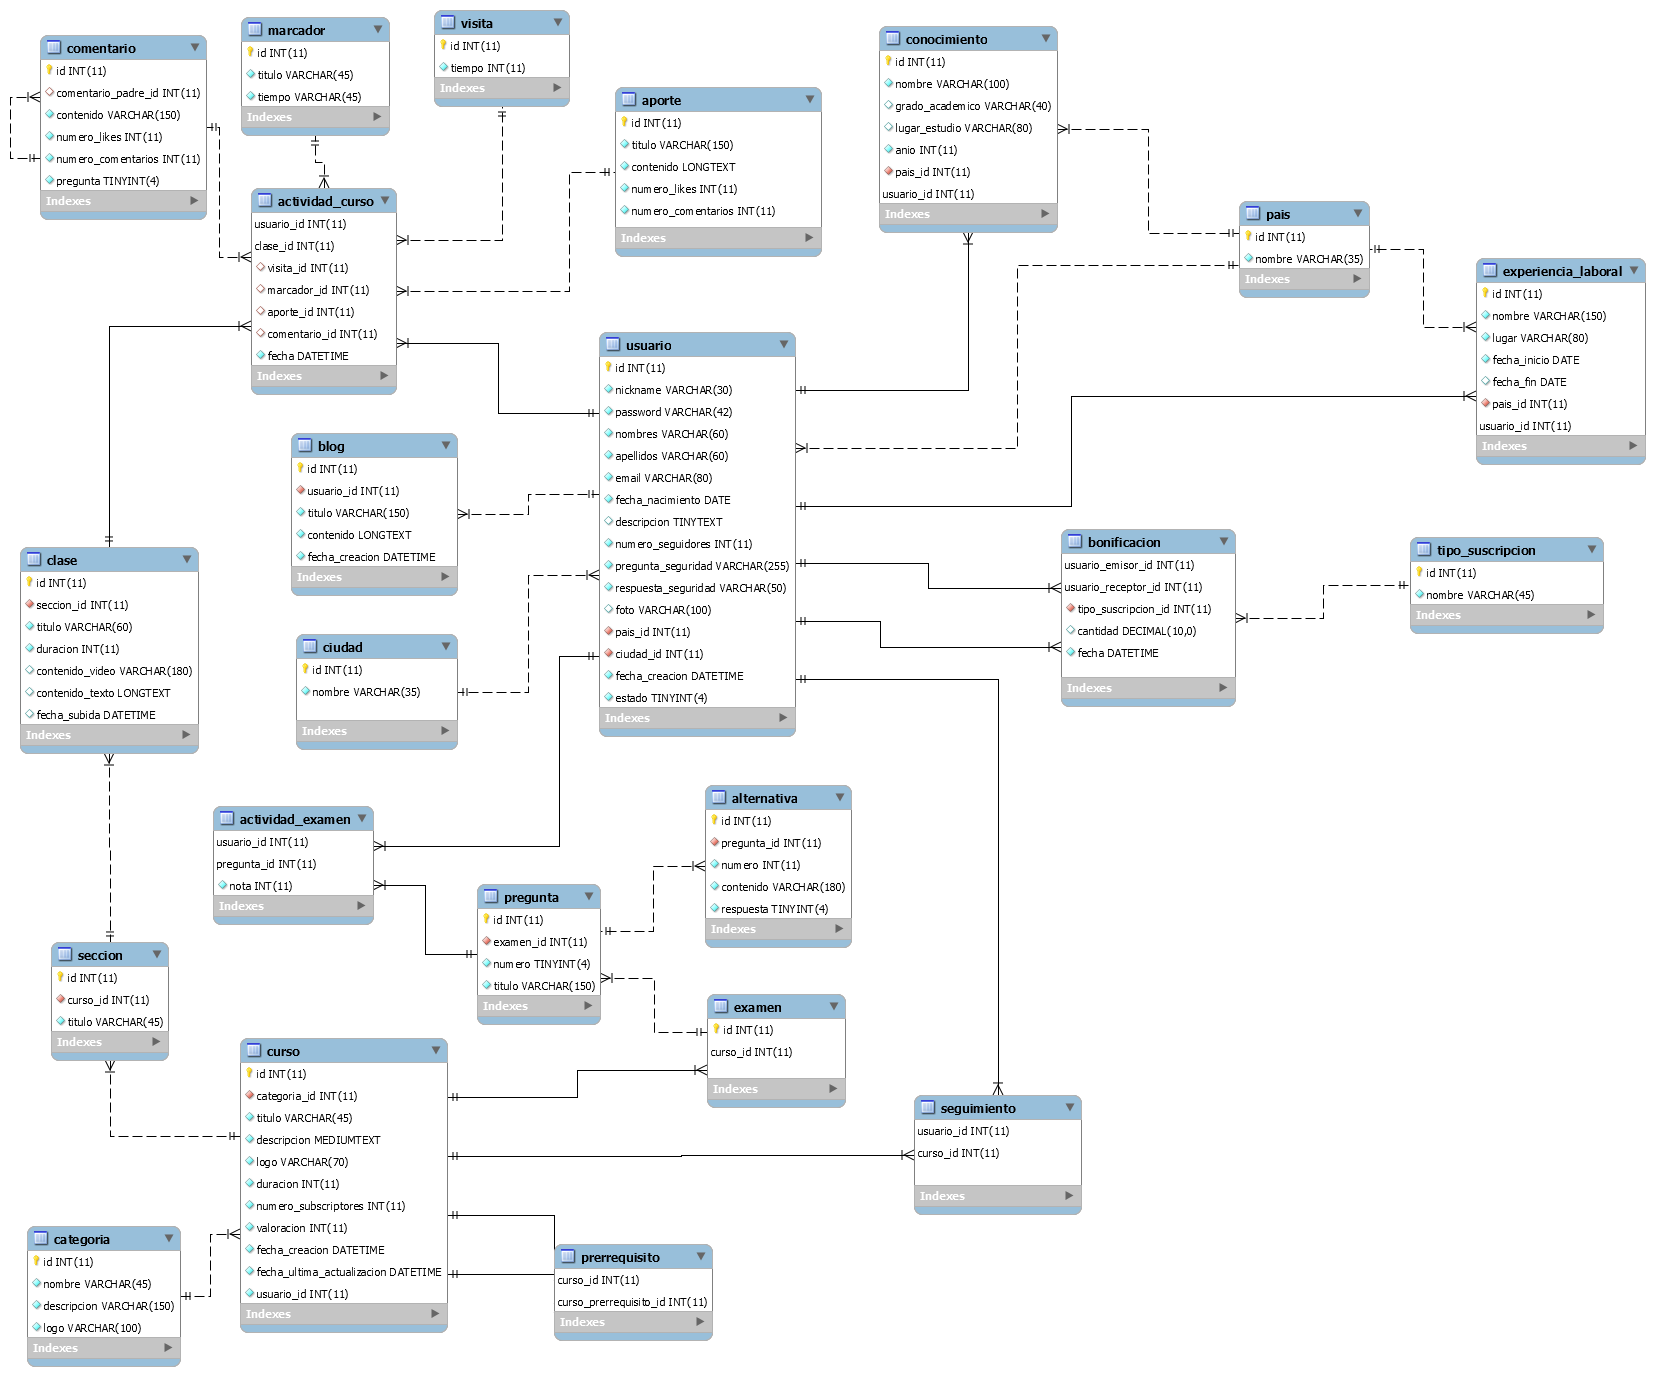 comentario
id INT(11)
comentario_padre_id INT(11)
contenido VARCHAR(150)
numero_likes INT(11)
numero_comentarios INT(11)
pregunta TINYINT(4)
Indexes
marcador
id INT(11)
titulo VARCHAR(45)
tiempo VARCHAR(45)
Indexes
visita
id INT(11)
tiempo INT(11)
Indexes
aporte
id INT(11)
titulo VARCHAR(150)
contenido LONGTEXT
numero_likes INT(11)
numero_comentarios INT(11)
Indexes
conocimiento
id INT(11)
nombre VARCHAR(100)
grado_academico VARCHAR(40)
lugar_estudio VARCHAR(80)
anio INT(11)
pais_id INT(11)
usuario_id INT(11)
Indexes
pais
id INT(11)
nombre VARCHAR(35)
Indexes
experiencia_laboral
id INT(11)
nombre VARCHAR(150)
lugar VARCHAR(80)
fecha_inicio DATE
fecha_fin DATE
pais_id INT(11)
usuario_id INT(11)
Indexes
actividad_curso
usuario_id INT(11)
clase_id INT(11)
visita_id INT(11)
marcador_id INT(11)
aporte_id INT(11)
comentario_id INT(11)
fecha DATETIME
Indexes
usuario
id INT(11)
nickname VARCHAR(30)
password VARCHAR(42)
nombres VARCHAR(60)
apellidos VARCHAR(60)
email VARCHAR(80)
fecha_nacimiento DATE
descripcion TINYTEXT
numero_seguidores INT(11)
pregunta_seguridad VARCHAR(255)
respuesta_seguridad VARCHAR(50)
foto VARCHAR(100)
pais_id INT(11)
ciudad_id INT(11)
fecha_creacion DATETIME
estado TINYINT(4)
Indexes
blog
id INT(11)
usuario_id INT(11)
titulo VARCHAR(150)
contenido LONGTEXT
fecha_creacion DATETIME
Indexes
clase
id INT(11)
seccion_id INT(11)
titulo VARCHAR(60)
duracion INT(11)
contenido_video VARCHAR(180)
contenido_texto LONGTEXT
fecha_subida DATETIME
Indexes
ciudad
id INT(11)
nombre VARCHAR(35)
Indexes
bonificacion
usuario_emisor_id INT(11)
usuario_receptor_id INT(11)
tipo_suscripcion_id INT(11)
cantidad DECIMAL(10,0)
fecha DATETIME
Indexes
tipo_suscripcion
id INT(11)
nombre VARCHAR(45)
Indexes
actividad_examen
usuario_id INT(11)
pregunta_id INT(11)
nota INT(11)
Indexes
alternativa
id INT(11)
pregunta_id INT(11)
numero INT(11)
contenido VARCHAR(180)
respuesta TINYINT(4)
Indexes
pregunta
id INT(11)
examen_id INT(11)
numero TINYINT(4)
titulo VARCHAR(150)
Indexes
seccion
id INT(11)
curso_id INT(11)
titulo VARCHAR(45)
Indexes
examen
id INT(11)
curso_id INT(11)
Indexes
curso
id INT(11)
categoria_id INT(11)
titulo VARCHAR(45)
descripcion MEDIUMTEXT
logo VARCHAR(70)
duracion INT(11)
numero_subscriptores INT(11)
valoracion INT(11)
fecha_creacion DATETIME
fecha_ultima_actualizacion DATETIME
usuario_id INT(11)
Indexes
seguimiento
usuario_id INT(11)
curso_id INT(11)
Indexes
categoria
id INT(11)
nombre VARCHAR(45)
descripcion VARCHAR(150)
logo VARCHAR(100)
Indexes
prerrequisito
curso_id INT(11)
curso_prerrequisito_id INT(11)
Indexes